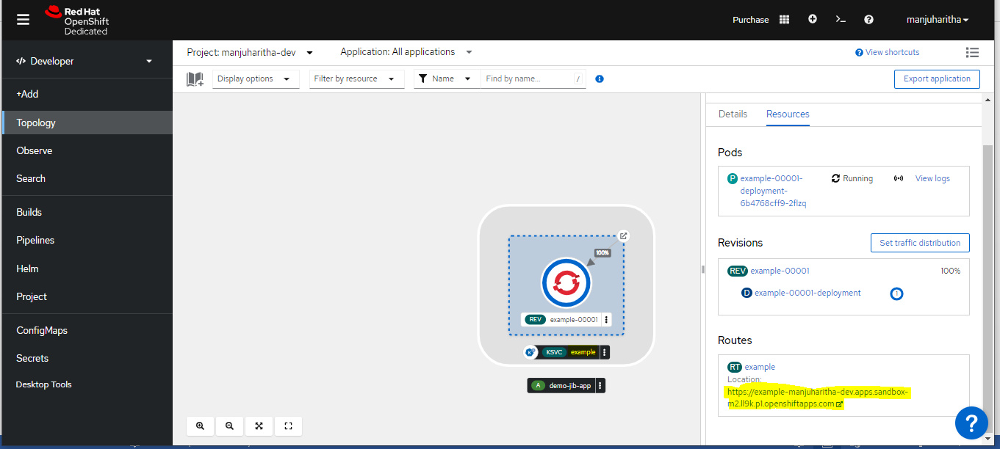 Red Hat
OpenShift
Dedicated
Purchase
manjuharitha
Developer
Project: manjuharitha-dev
Application: All applications
View shortcuts
Display options
Filter by resource
Name
Find by name...
/
Export application
+Add
Topology
Observe
Search
Builds
Pipelines
Helm
Project
ConfigMaps
Secrets
Desktop Tools
100%
REV example-00001
KSVC example
A demo-jib-app
Details
Resources
Pods
P example-00001-
deployment-
6b4768cff9-2flzq
Running
View logs
Revisions
Set traffic distribution
REV example-00001
100%
D example-00001-deployment
1
Routes
RT example
Location:
https://example-manjuharitha-dev.apps.sandbox-
m2.ll9k.p1.openshiftapps.com